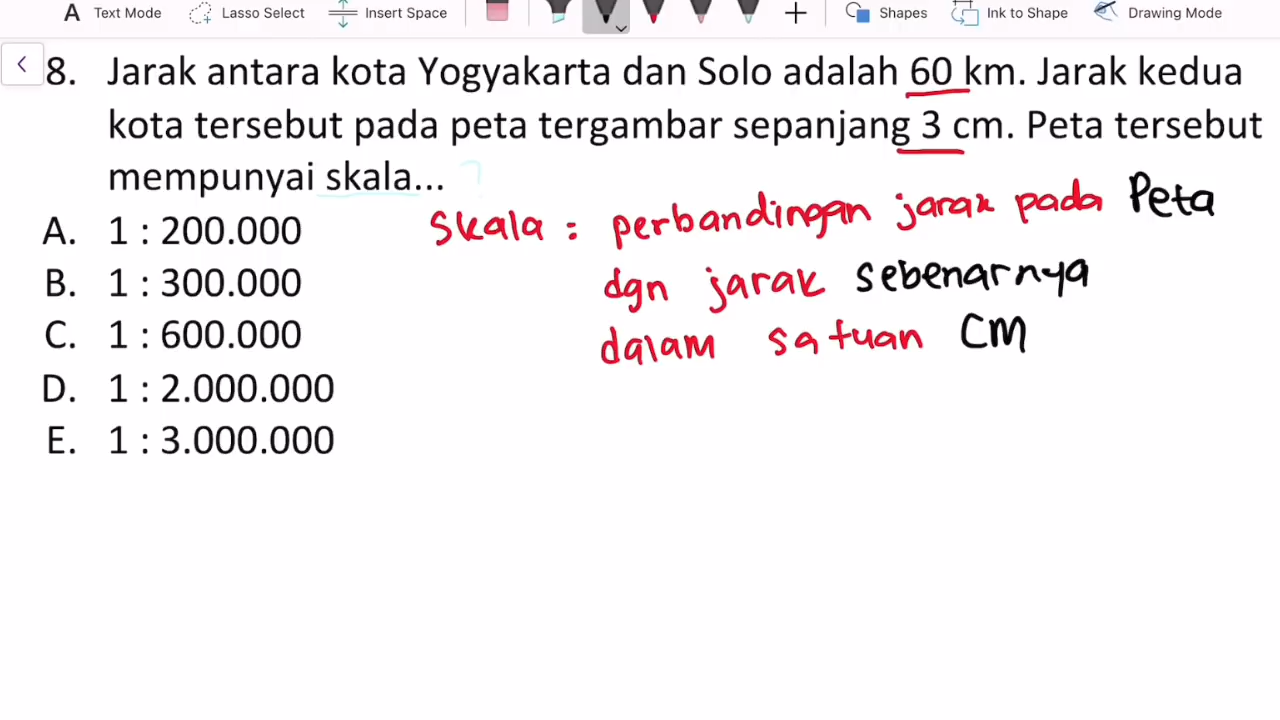 A Text Mode Lasso Select Insert Space Shapes Ink to Shape Drawing Mode
8. Jarak antara kota Yogyakarta dan Solo adalah 60 km. Jarak kedua
kota tersebut pada peta tergambar sepanjang 3 cm. Peta tersebut
mempunyai skala... ?
A. 1 : 200.000
B. 1 : 300.000
C. 1 : 600.000
D. 1 : 2.000.000
E. 1 : 3.000.000
Skala : perbandingan jarak pada Peta
dgn jarak sebenarnya
dalam satuan CM